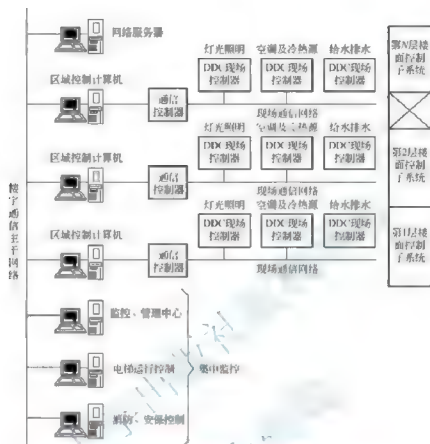 网络服务器
灯光照明 空调及冷热源 给水排水
区域控制计算机
DDC现场控制器 DDC现场控制器 DDC现场控制器
第N层楼面控制子系统
通信控制器
现场通信网络
灯光照明 空调及冷热源 给水排水
区域控制计算机
DDC现场控制器 DDC现场控制器 DDC现场控制器
第2层楼面控制子系统
通信控制器
现场通信网络
灯光照明 空调及冷热源 给水排水
区域控制计算机
DDC现场控制器 DDC现场控制器 DDC现场控制器
第1层楼面控制子系统
通信控制器
现场通信网络
楼宇通信主干网络
监控、管理中心
电梯运行控制
集中监控
消防、安保控制